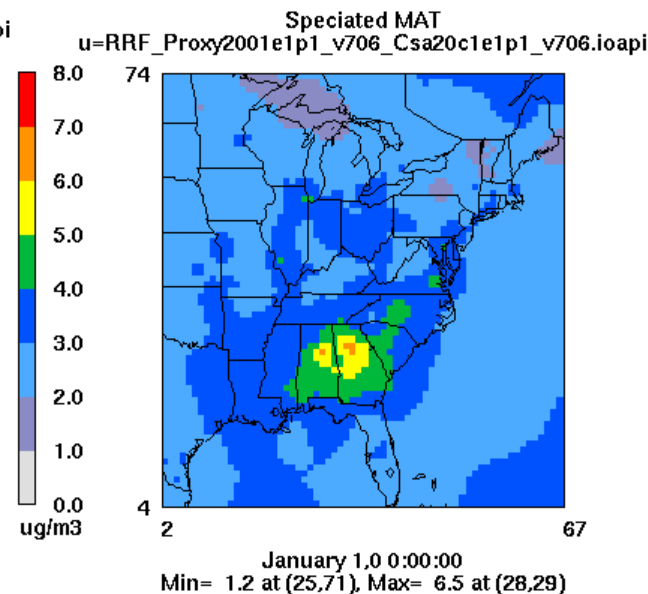 Speciated MAT
pi
u=RRF_Proxy2001e1p1_v706_Csa20c1e1p1_v706.ioapi
8.0
7.0
6.0
5.0
4.0
3.0
2.0
1.0
0.0
ug/m3
74
4
2
67
January 1,0 0:00:00
Min= 1.2 at (25,71), Max= 6.5 at (28,29)